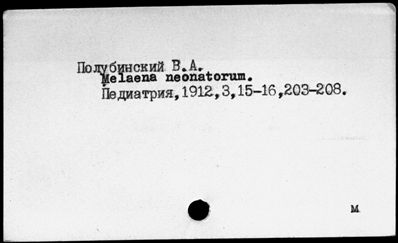 Полубинский В.А.
Melaena neonatorum.
Педиатрия,1912,3,15-16,203-208.
М